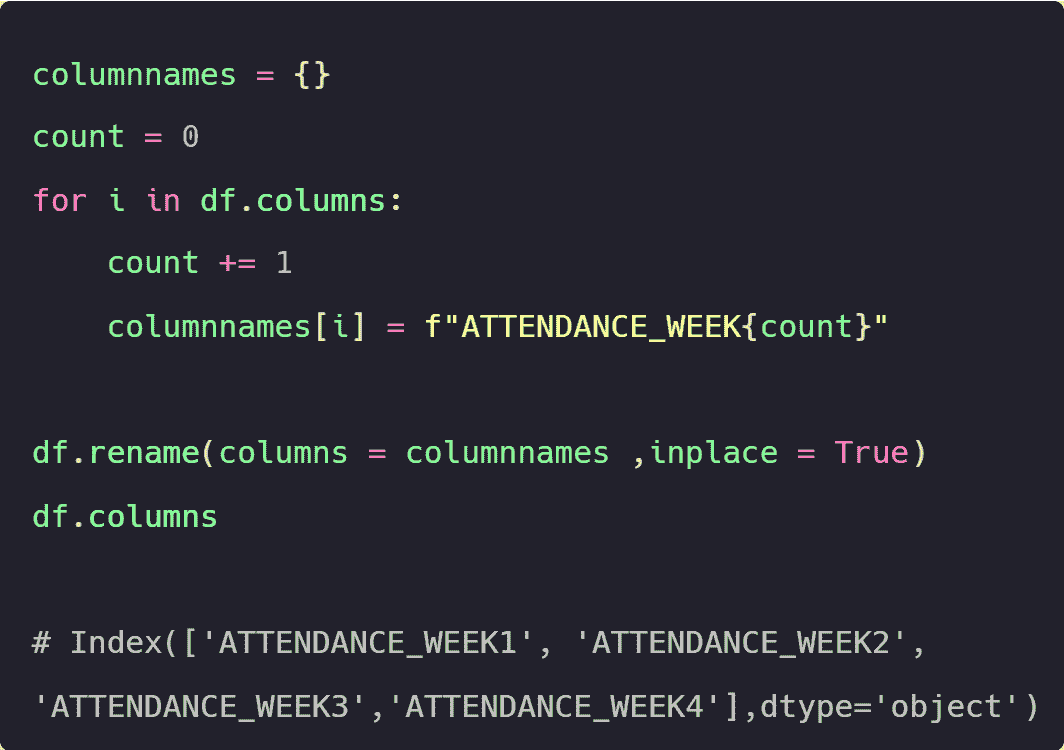 columnnames = {}
count = 0
for i in df.columns:
    count += 1
    columnnames[i] = f"ATTENDANCE_WEEK{count}"
df.rename(columns = columnnames ,inplace = True)
df.columns
# Index(['ATTENDANCE_WEEK1', 'ATTENDANCE_WEEK2',
'ATTENDANCE_WEEK3','ATTENDANCE_WEEK4'],dtype='object')